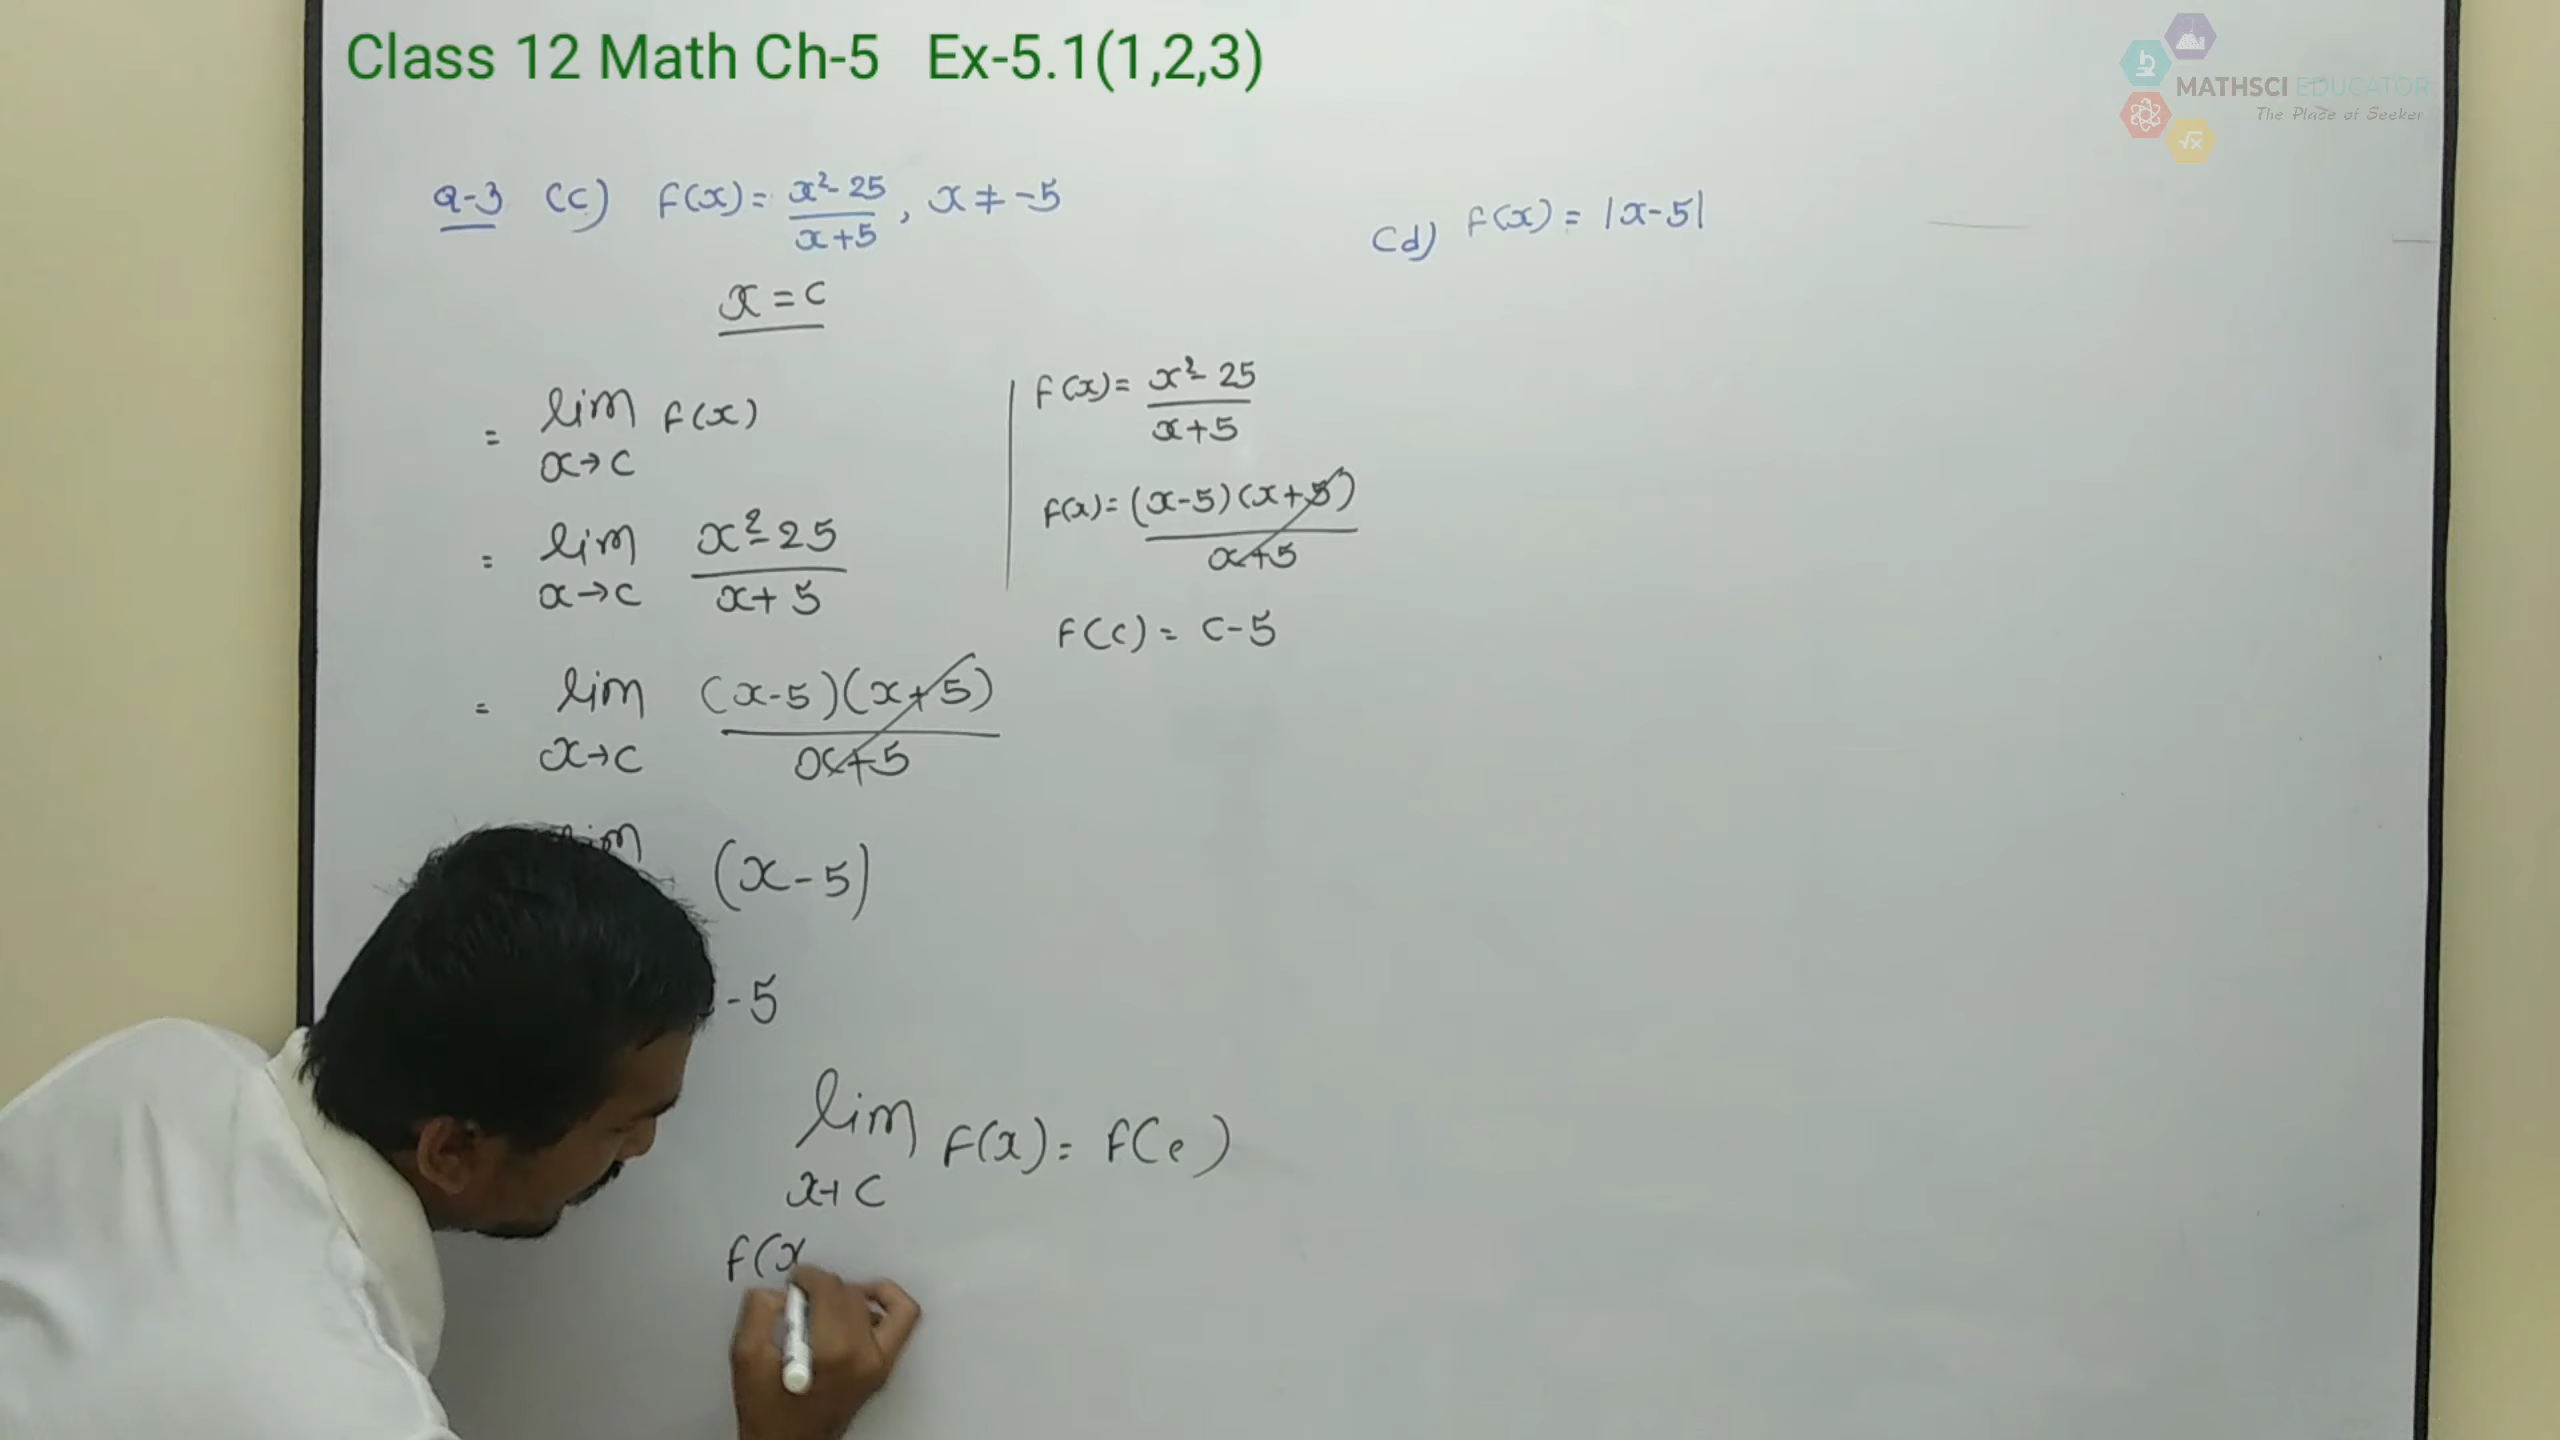 Class 12 Math Ch-5 Ex-5.1(1,2,3)
MATHSCI EDUCATOR
The Place of Seeker
Q-3 (c) f(x) = x² - 25 / x+5 , x ≠ -5
x = c
= lim x→c f(x)
= lim x→c x² - 25 / x + 5
= lim x→c (x-5)(x+5) / x+5
lim (x-5)
-5
lim x→c f(x) = f(c)
f(x
f(x) = x² - 25 / x+5
f(x) = (x-5)(x+5) / x+5
f(c) = c-5
(d) f(x) = |x-5|